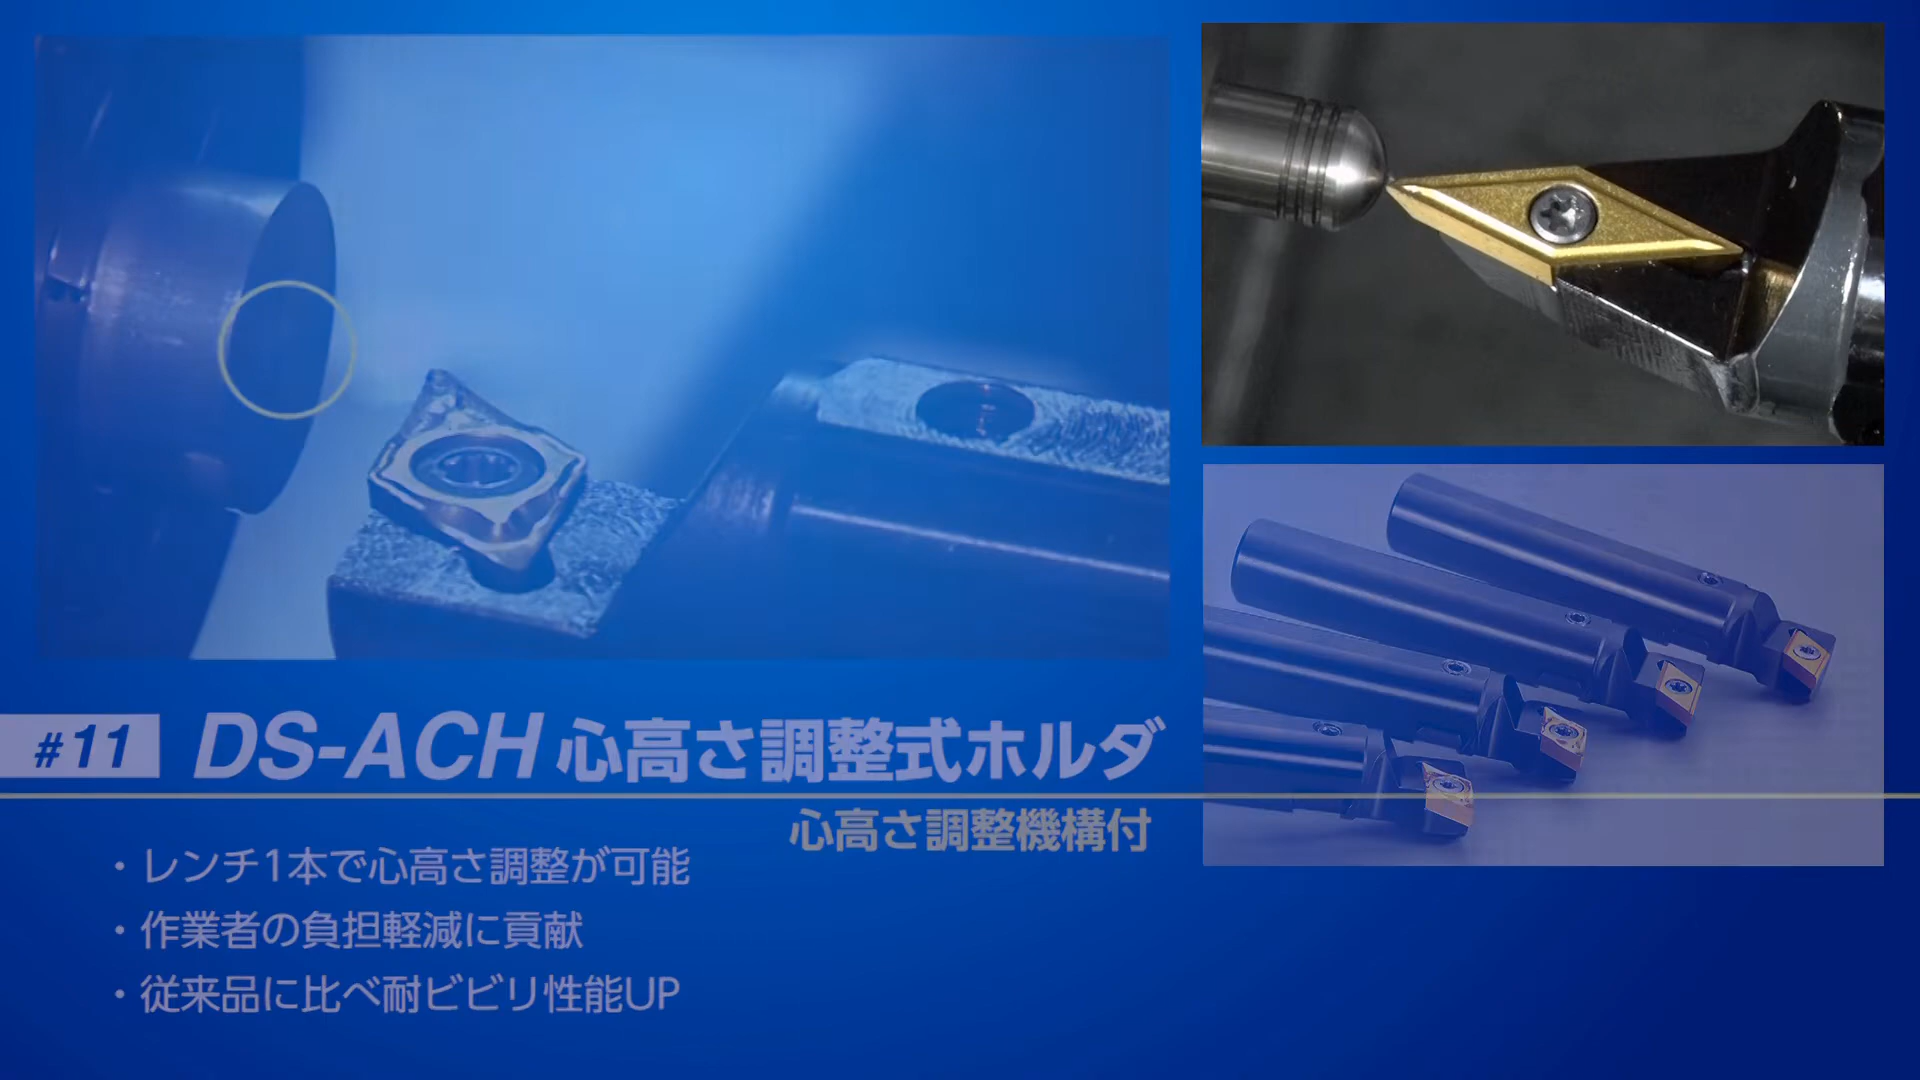 #11 DS-ACH 心高さ調整式ホルダ
心高さ調整機構付
・レンチ1本で心高さ調整が可能
・作業者の負担軽減に貢献
・従来品に比べ耐ビビリ性能UP